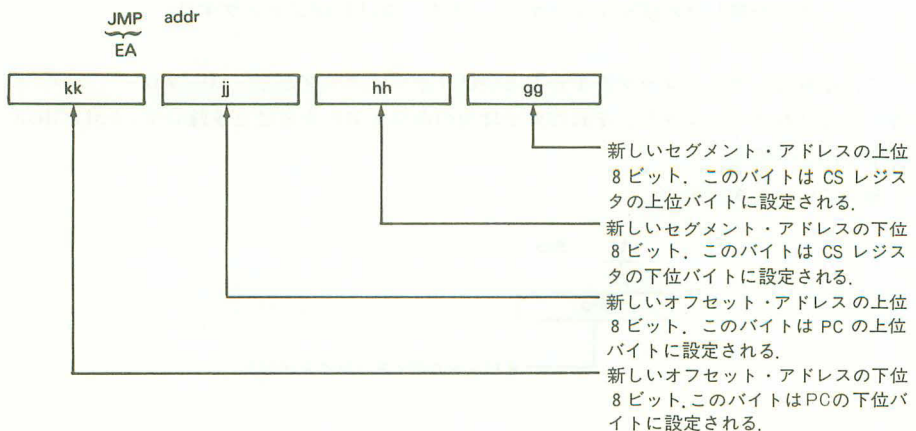 JMP addr
EA
kk jj hh gg
新しいセグメント・アドレスの上位
8ビット．このバイトは CS レジス
タの上位バイトに設定される．
新しいセグメント・アドレスの下位
8ビット．このバイトは CS レジス
タの下位バイトに設定される．
新しいオフセット・アドレスの上位
8ビット．このバイトは PC の上位
バイトに設定される．
新しいオフセット・アドレスの下位
8ビット．このバイトはPCの下位バ
イトに設定される．